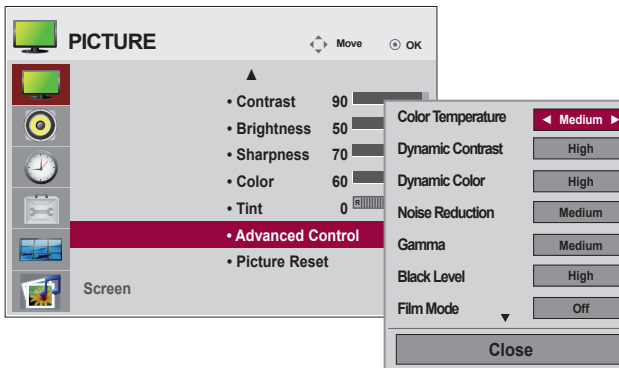 PICTURE
Move
OK
• Contrast 90
• Brightness 50
• Sharpness 70
• Color 60
• Tint 0 R
• Advanced Control
• Picture Reset
Screen
Color Temperature Medium
Dynamic Contrast High
Dynamic Color High
Noise Reduction Medium
Gamma Medium
Black Level High
Film Mode Off
Close